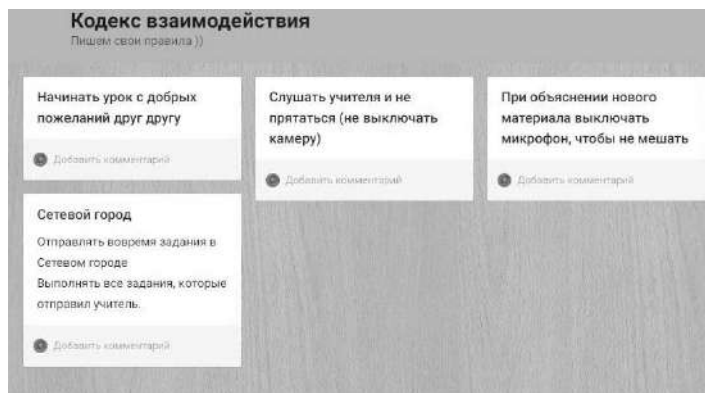 Кодекс взаимодействия
Пишем свои правила ))
Начинать урок с добрых
пожеланий друг другу
Добавить комментарий
Слушать учителя и не
прятаться (не выключать
камеру)
Добавить комментарий
При объяснении нового
материала выключать
микрофон, чтобы не мешать
Добавить комментарий
Сетевой город
Отправлять вовремя задания в
Сетевом городе
Выполнять все задания, которые
отправил учитель.
Добавить комментарий